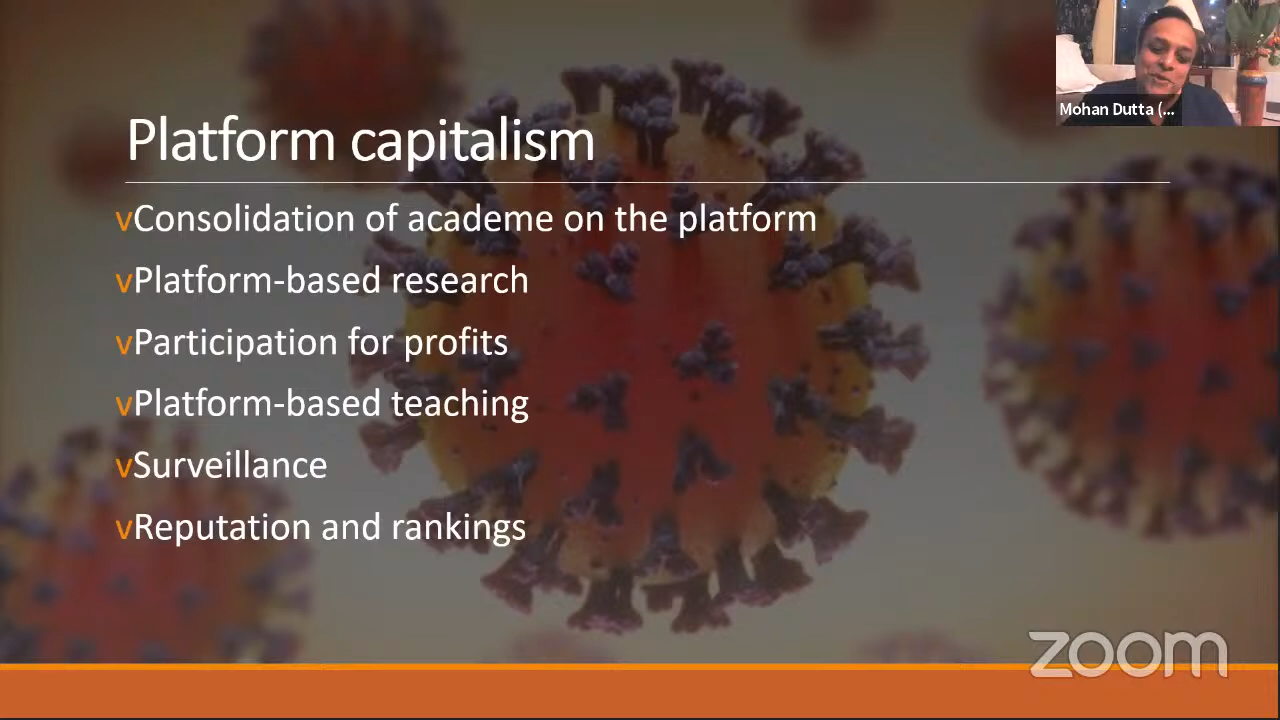 Mohan Dutta (...
Platform capitalism
vConsolidation of academe on the platform
vPlatform-based research
vParticipation for profits
vPlatform-based teaching
vSurveillance
vReputation and rankings
zoom